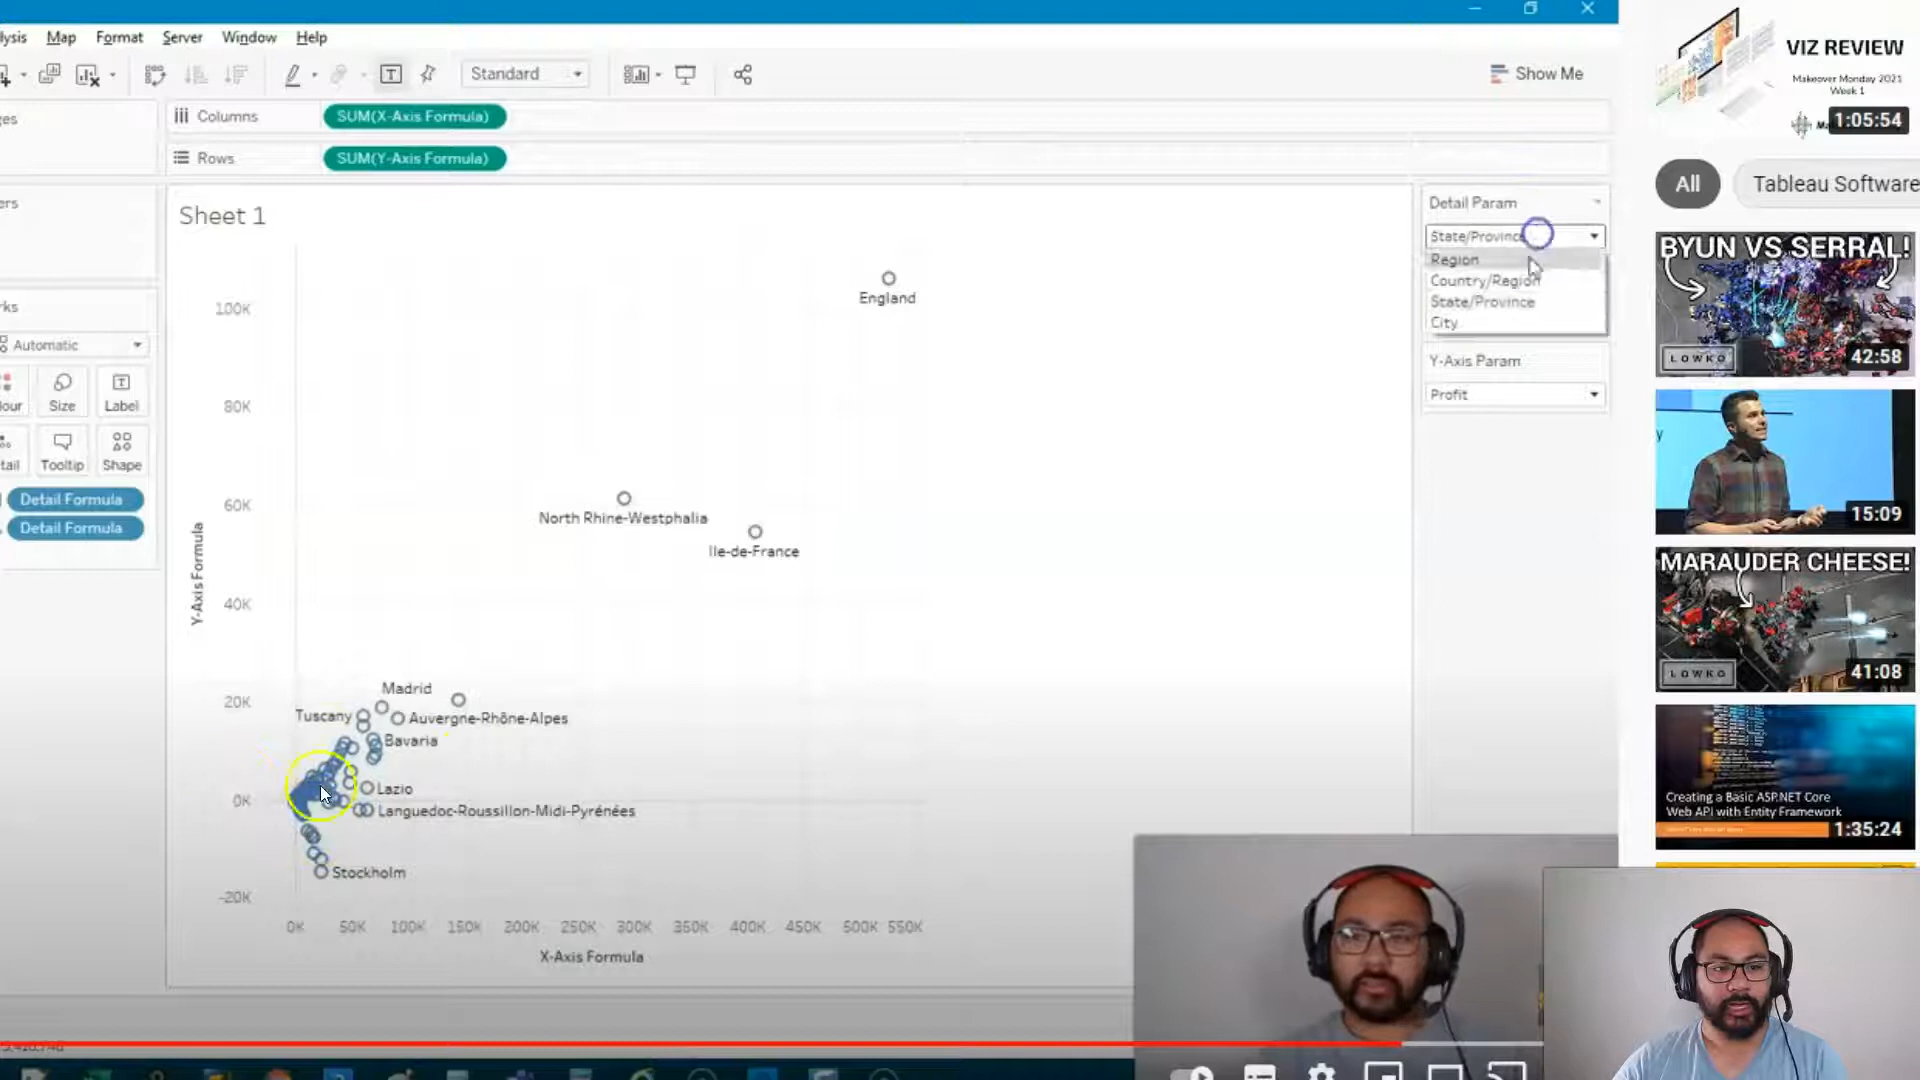 lysis Map Format Server Window Help
Standard
Show Me
ges
Columns SUM(X-Axis Formula)
Rows SUM(Y-Axis Formula)
ers
rks
Automatic
lour Size Label
tail Tooltip Shape
Detail Formula
Detail Formula
Sheet 1
100K
80K
60K
40K
20K
0K
-20K
Y-Axis Formula
England
North Rhine-Westphalia
Ile-de-France
Madrid
Tuscany
Auvergne-Rhône-Alpes
Bavaria
Lazio
Languedoc-Roussillon-Midi-Pyrénées
Stockholm
0K 50K 100K 150K 200K 250K 300K 350K 400K 450K 500K 550K
X-Axis Formula
Detail Param
State/Province
Region
Country/Region
State/Province
City
Y-Axis Param
Profit
VIZ REVIEW
Makeover Monday 2021
Week 1
1:05:54
All
Tableau Software
BYUN VS SERRAL!
LOWKO
42:58
15:09
MARAUDER CHEESE!
LOWKO
41:08
Creating a Basic ASP.NET Core
Web API with Entity Framework
1:35:24